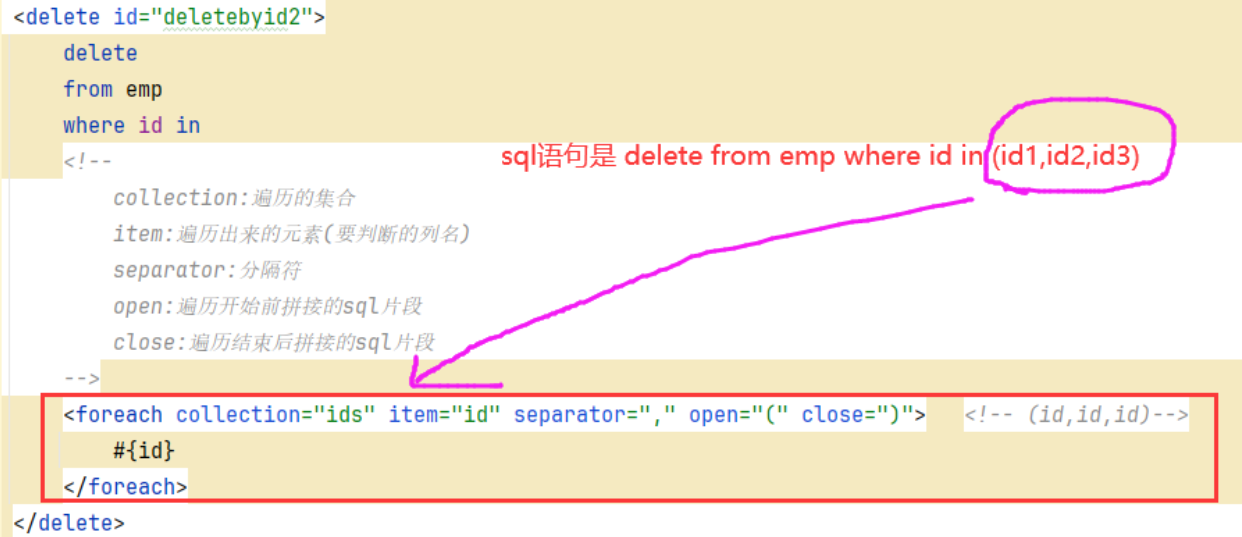 <delete id="deletebyid2">
delete
from emp
where id in
<!--
sql语句是 delete from emp where id in (id1,id2,id3)
collection:遍历的集合
item:遍历出来的元素(要判断的列名)
separator:分隔符
open:遍历开始前拼接的sql片段
close:遍历结束后拼接的sql片段
-->
<foreach collection="ids" item="id" separator="," open="(" close=")"> <!-- (id,id,id)-->
#{id}
</foreach>
</delete>